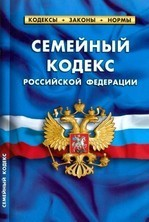 КОДЕКСЫ • ЗАКОНЫ • НОРМЫ
СЕМЕЙНЫЙ
КОДЕКС
РОССИЙСКОЙ ФЕДЕРАЦИИ
СЕМЕЙНЫЙ КОДЕКС